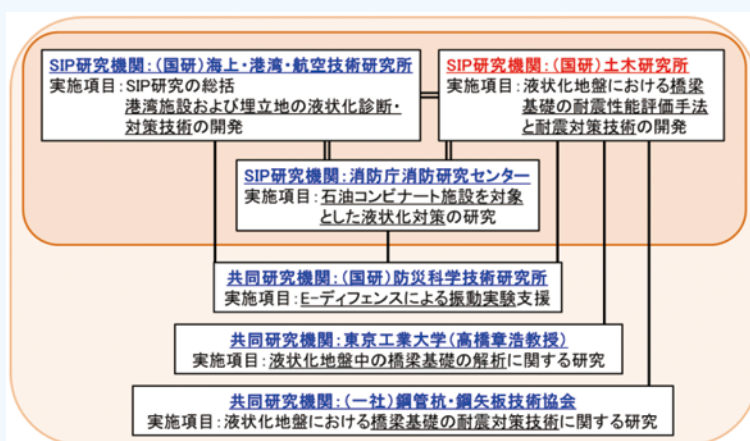 SIP研究機関:(国研)海上・港湾・航空技術研究所
実施項目:SIP研究の総括
港湾施設および埋立地の液状化診断・
対策技術の開発
SIP研究機関:(国研)土木研究所
実施項目:液状化地盤における橋梁
基礎の耐震性能評価手法
と耐震対策技術の開発
SIP研究機関:消防庁消防研究センター
実施項目:石油コンビナート施設を対象
とした液状化対策の研究
共同研究機関:(国研)防災科学技術研究所
実施項目:E-ディフェンスによる振動実験支援
共同研究機関:東京工業大学(高橋章浩教授)
実施項目:液状化地盤中の橋梁基礎の解析に関する研究
共同研究機関:(一社)鋼管杭・鋼矢板技術協会
実施項目:液状化地盤における橋梁基礎の耐震対策技術に関する研究